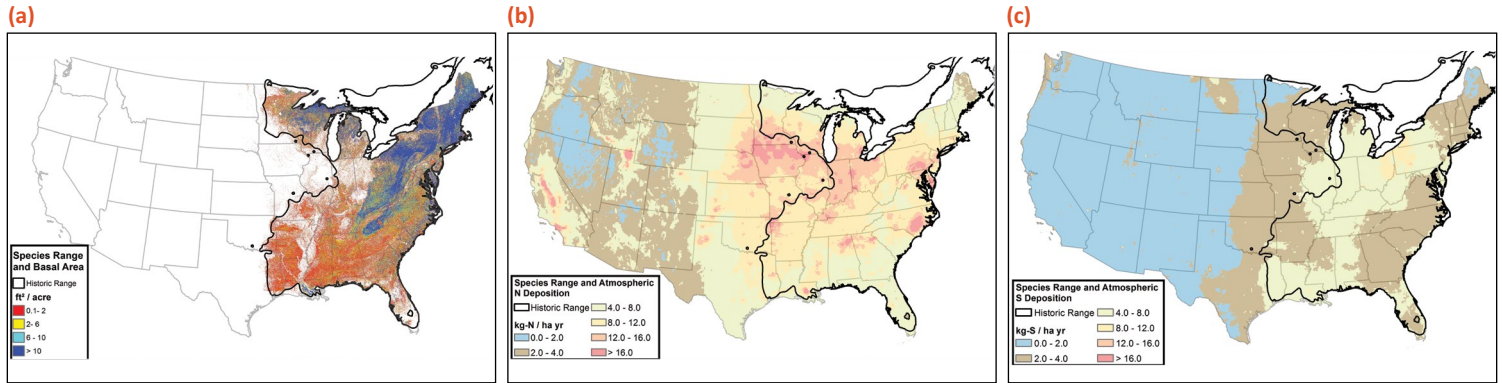 (a)
(b)
(c)
Species Range
and Basal Area
Historic Range
ft² / acre
0.1- 2
2- 6
6 - 10
> 10
Species Range and Atmospheric
N Deposition
Historic Range
kg-N / ha yr
0.0 - 2.0
2.0 - 4.0
4.0 - 8.0
8.0 - 12.0
12.0 - 16.0
> 16.0
Species Range and Atmospheric
S Deposition
Historic Range
kg-S / ha yr
0.0 - 2.0
2.0 - 4.0
4.0 - 8.0
8.0 - 12.0
12.0 - 16.0
> 16.0